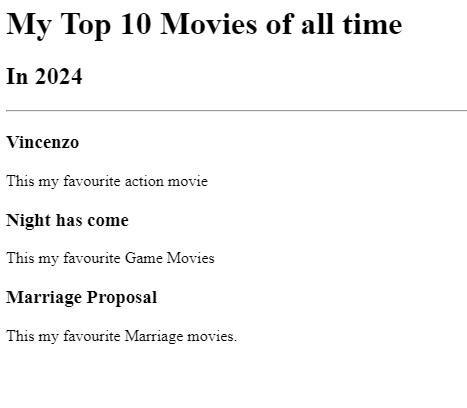 My Top 10 Movies of all time
In 2024
Vincenzo
This my favourite action movie
Night has come
This my favourite Game Movies
Marriage Proposal
This my favourite Marriage movies.